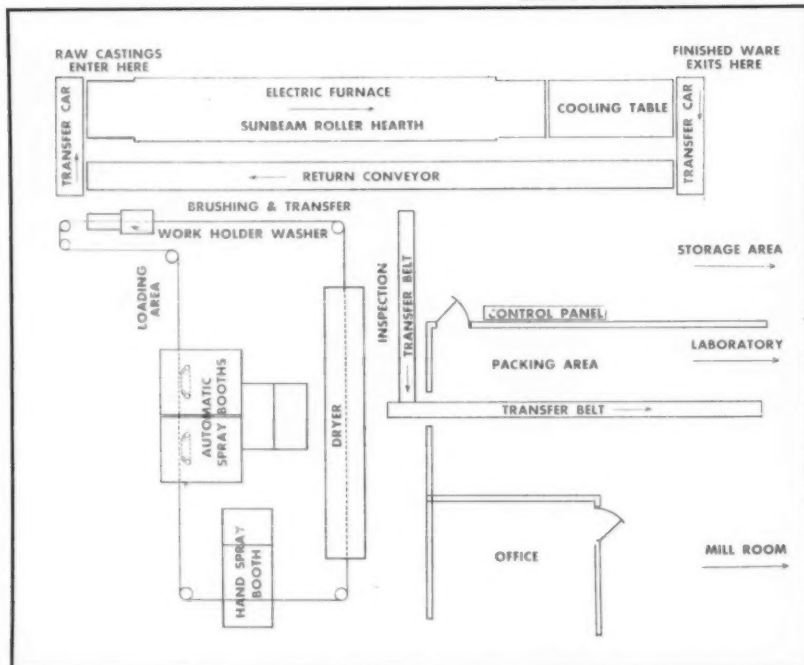 RAW CASTINGS
ENTER HERE
FINISHED WARE
EXITS HERE
TRANSFER CAR
ELECTRIC FURNACE
SUNBEAM ROLLER HEARTH
COOLING TABLE
TRANSFER CAR
RETURN CONVEYOR
BRUSHING & TRANSFER
WORK HOLDER WASHER
LOADING
AREA
INSPECTION
TRANSFER BELT
STORAGE AREA
CONTROL PANEL
LABORATORY
PACKING AREA
AUTOMATIC
SPRAY BOOTHS
DRYER
TRANSFER BELT
HAND SPRAY
BOOTH
OFFICE
MILL ROOM